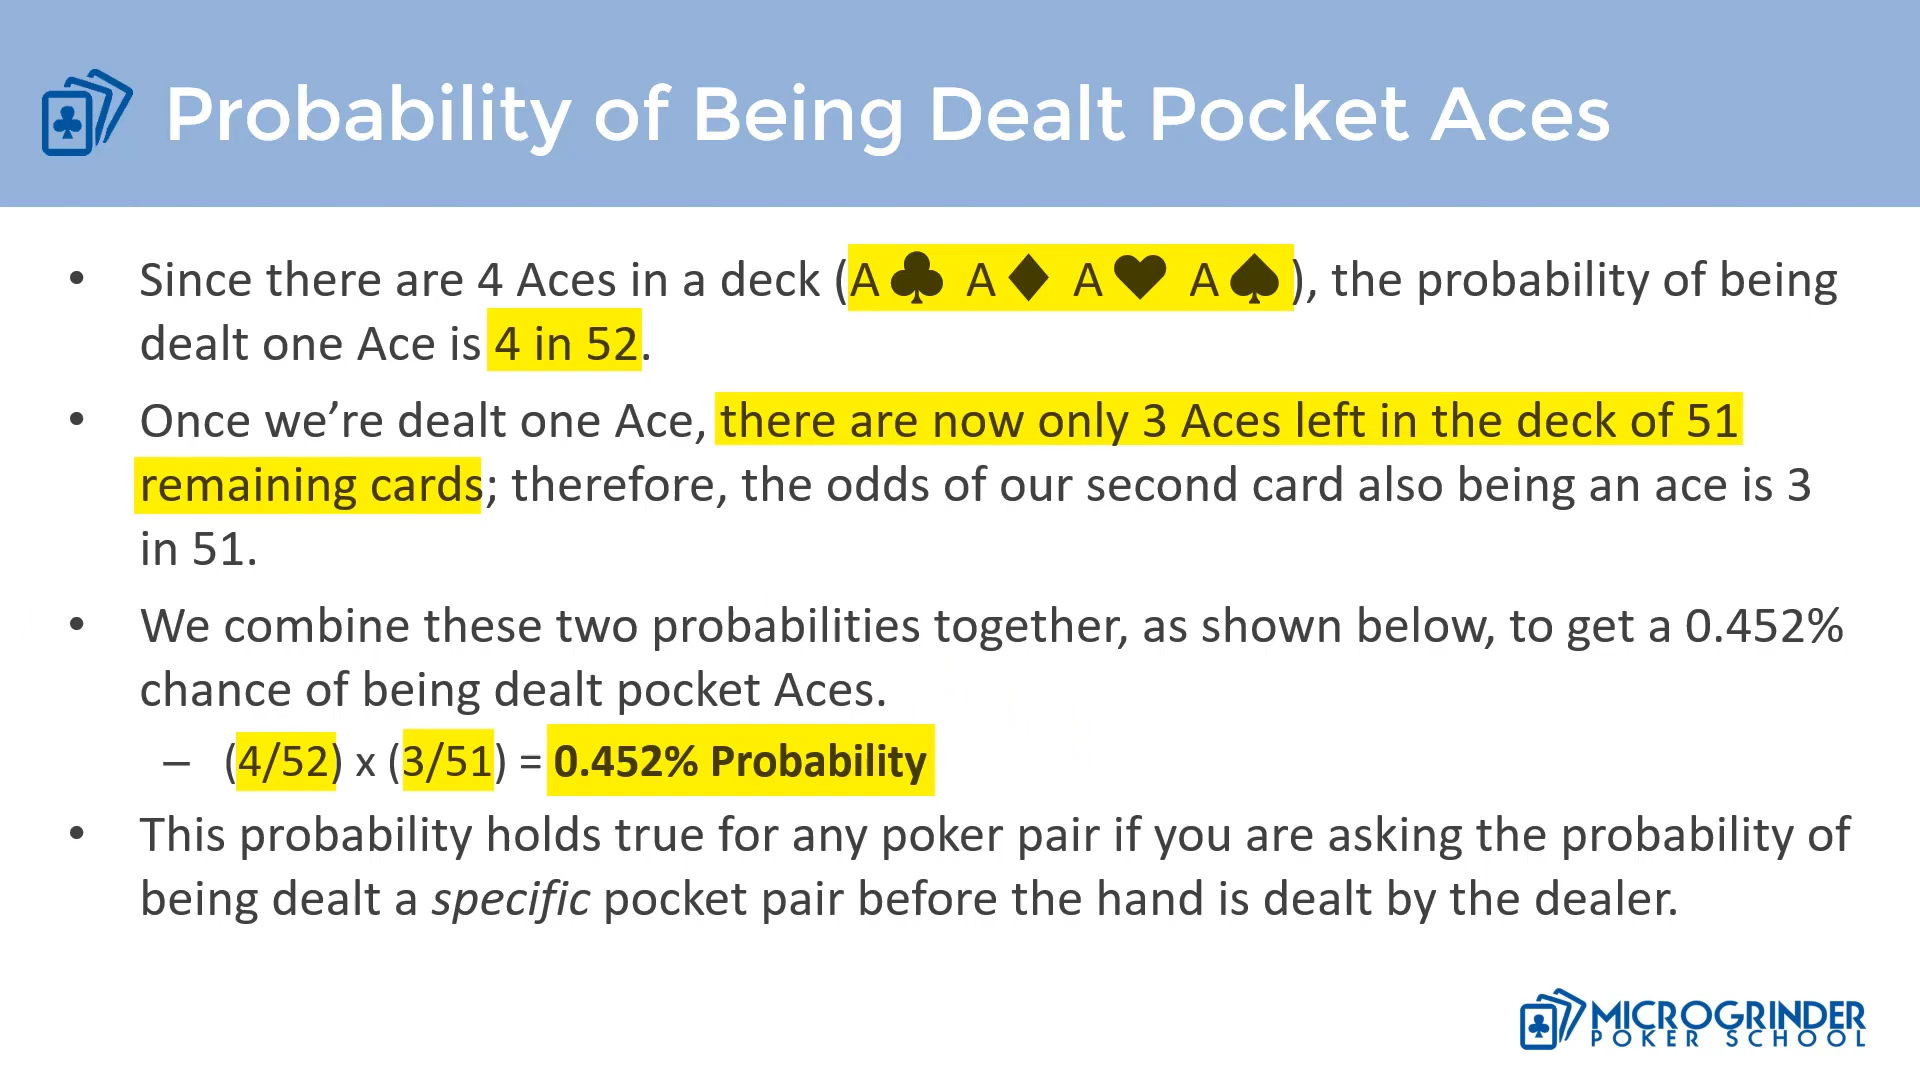 Probability of Being Dealt Pocket Aces
• Since there are 4 Aces in a deck (A♣ A♦ A♥ A♠), the probability of being
dealt one Ace is 4 in 52.
• Once we’re dealt one Ace, there are now only 3 Aces left in the deck of 51
remaining cards; therefore, the odds of our second card also being an ace is 3
in 51.
• We combine these two probabilities together, as shown below, to get a 0.452%
chance of being dealt pocket Aces.
– (4/52) x (3/51) = 0.452% Probability
• This probability holds true for any poker pair if you are asking the probability of
being dealt a specific pocket pair before the hand is dealt by the dealer.
MICROGRINDER
POKER SCHOOL